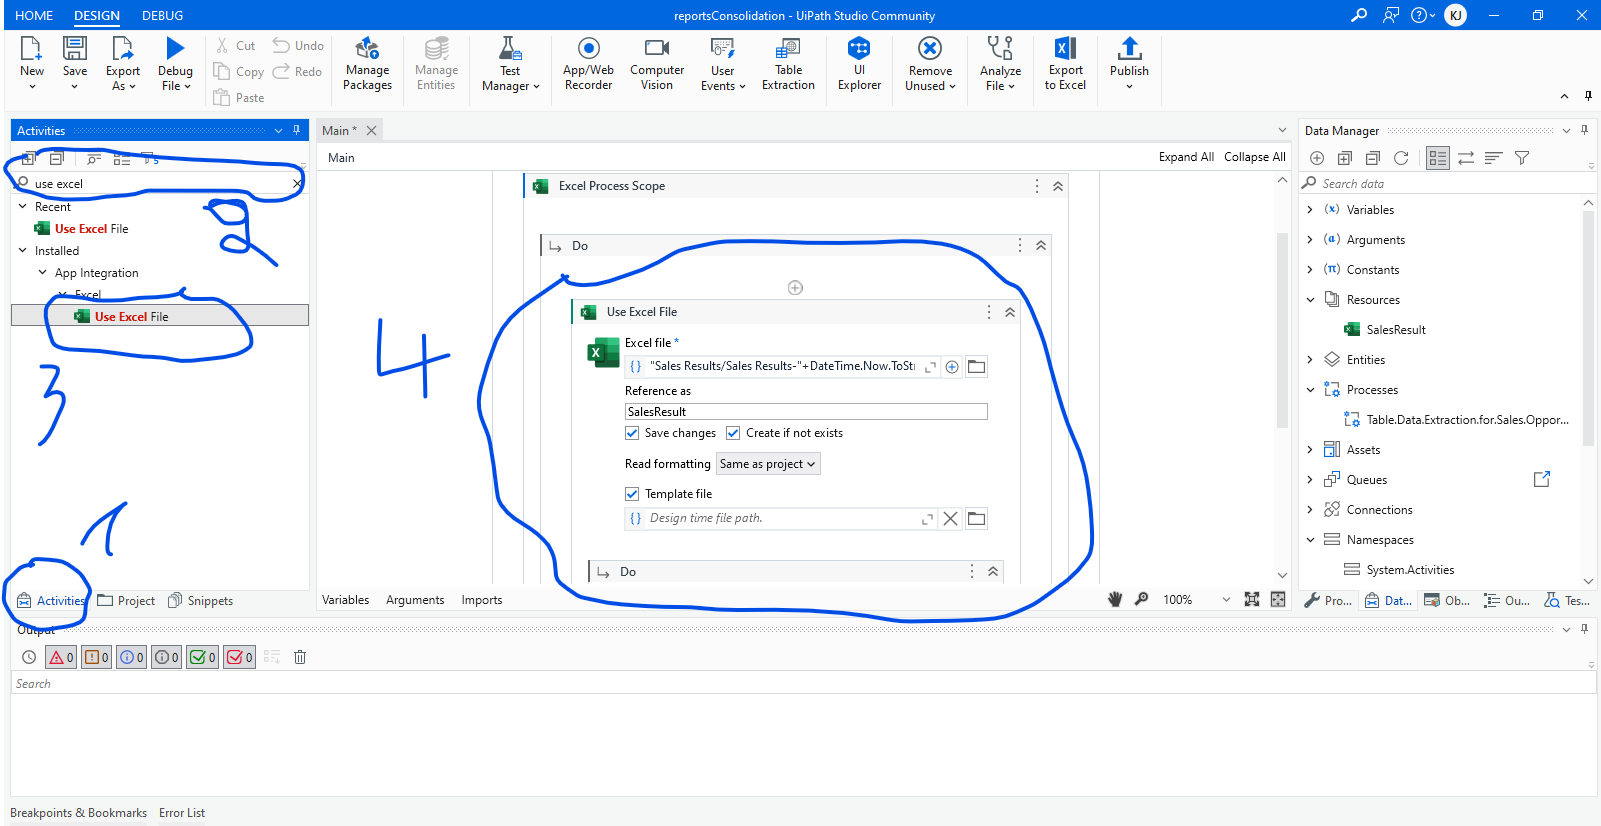 HOME DESIGN DEBUG reportsConsolidation - UiPath Studio Community KJ
New Save Export As Debug File Cut Copy Paste Undo Redo Manage Packages Manage Entities Test Manager App/Web Recorder Computer Vision User Events Table Extraction UI Explorer Remove Unused Analyze File Export to Excel Publish
Activities
use excel
Recent
Use Excel File
Installed
App Integration
Excel
Use Excel File
2
3
1
4
Activities Project Snippets
Main *
Main Expand All Collapse All
Excel Process Scope
Do
Use Excel File
Excel file *
"Sales Results/Sales Results-"+DateTime.Now.ToStr
Reference as
SalesResult
Save changes Create if not exists
Read formatting Same as project
Template file
Design time file path.
Do
Variables Arguments Imports 100%
Data Manager
Search data
(x) Variables
(a) Arguments
(π) Constants
Resources
SalesResult
Entities
Processes
Table.Data.Extraction.for.Sales.Oppor...
Assets
Queues
Connections
Namespaces
System.Activities
Pro... Dat... Ob... Ou... Tes...
Output
0 0 0 0 0 0
Search
Breakpoints & Bookmarks Error List